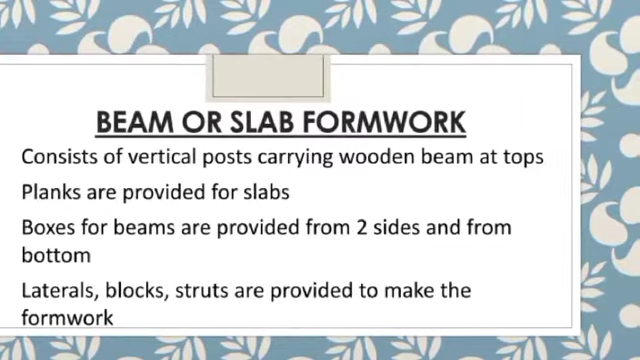 BEAM OR SLAB FORMWORK
Consists of vertical posts carrying wooden beam at tops
Planks are provided for slabs
Boxes for beams are provided from 2 sides and from
bottom
Laterals, blocks, struts are provided to make the
formwork